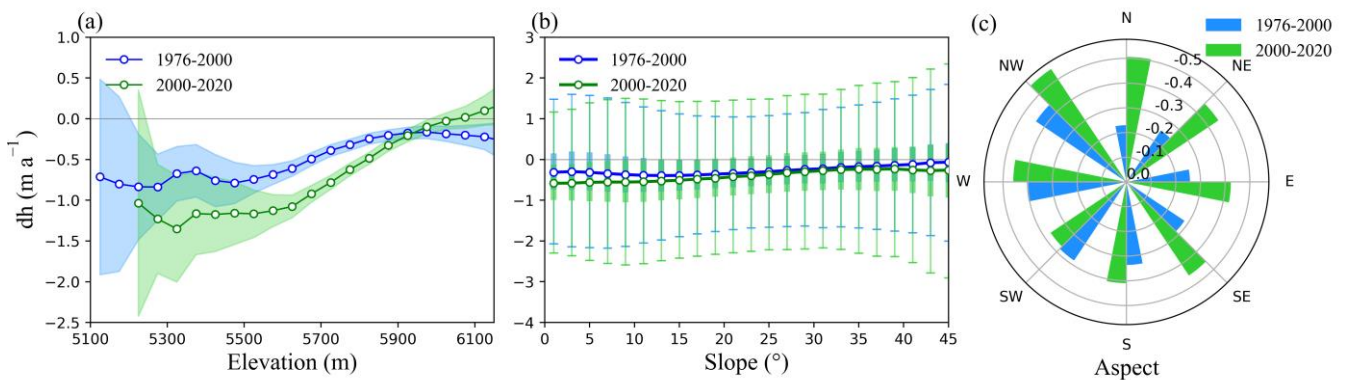 (a)
1976-2000
2000-2020
1.0
0.5
0.0
−0.5
−1.0
−1.5
−2.0
−2.5
dh (m a⁻¹)
5100 5300 5500 5700 5900 6100
Elevation (m)
(b)
1976-2000
2000-2020
3
2
1
0
−1
−2
−3
−4
0 5 10 15 20 25 30 35 40 45
Slope (°)
(c)
1976-2000
2000-2020
N
NE
E
SE
S
SW
W
NW
-0.5
-0.4
-0.3
-0.2
-0.1
0.0
Aspect